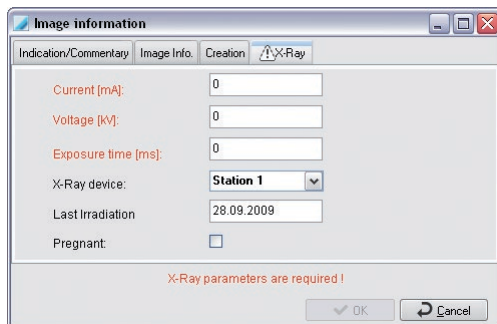 Image information
Indication/Commentary Image Info. Creation X-Ray
Current [mA]: 0
Voltage [kV]: 0
Exposure time [ms]: 0
X-Ray device: Station 1
Last Irradiation 28.09.2009
Pregnant:
X-Ray parameters are required !
OK Cancel